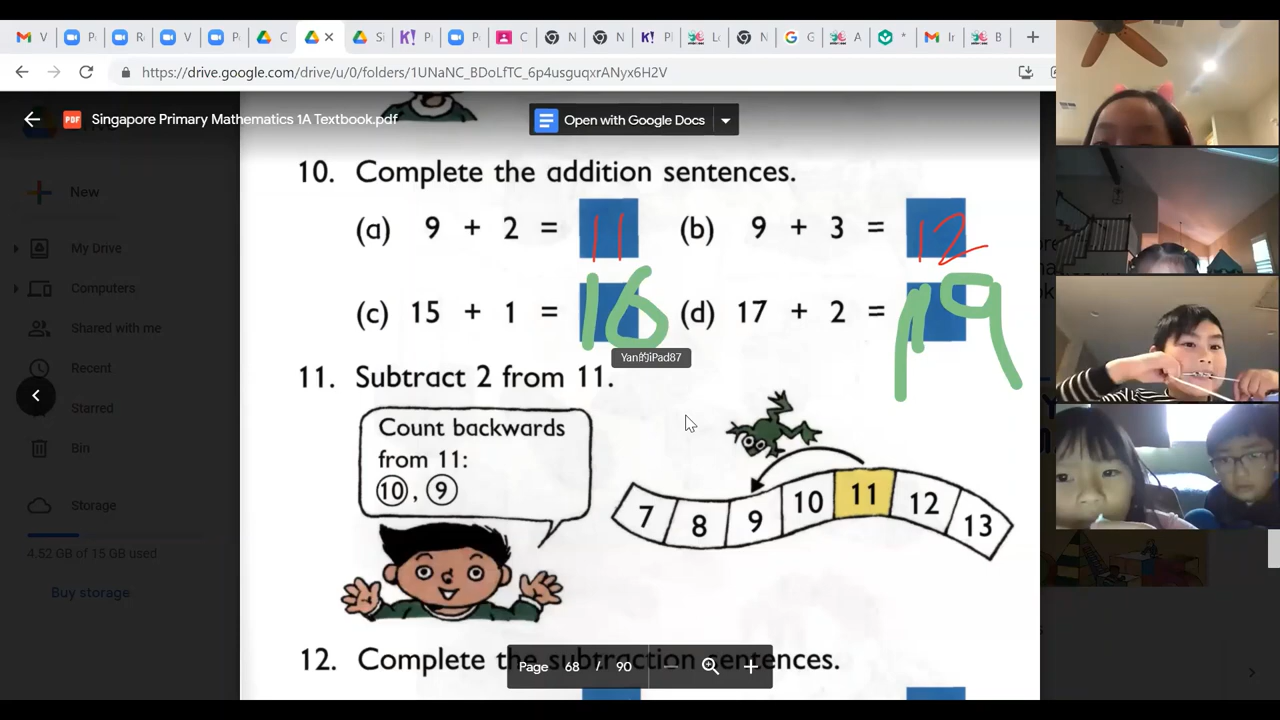 V
P
R
V
P
C
S
K! P
P
C
N
N
K! P
L
N
G
A
*
Ir
B
https://drive.google.com/drive/u/0/folders/1UNaNC_BDoLfTC_6p4usguqxrANyx6H2V
PDF Singapore Primary Mathematics 1A Textbook.pdf
Open with Google Docs
New
My Drive
Computers
Shared with me
Recent
Starred
Bin
Storage
4.52 GB of 15 GB used
Buy storage
10. Complete the addition sentences.
(a) 9 + 2 = 11 (b) 9 + 3 = 12
(c) 15 + 1 = 16 (d) 17 + 2 = 19
Yan的iPad87
11. Subtract 2 from 11.
Count backwards
from 11:
10, 9
7 8 9 10 11 12 13
12. Complete the subtraction sentences.
Page 68 / 90